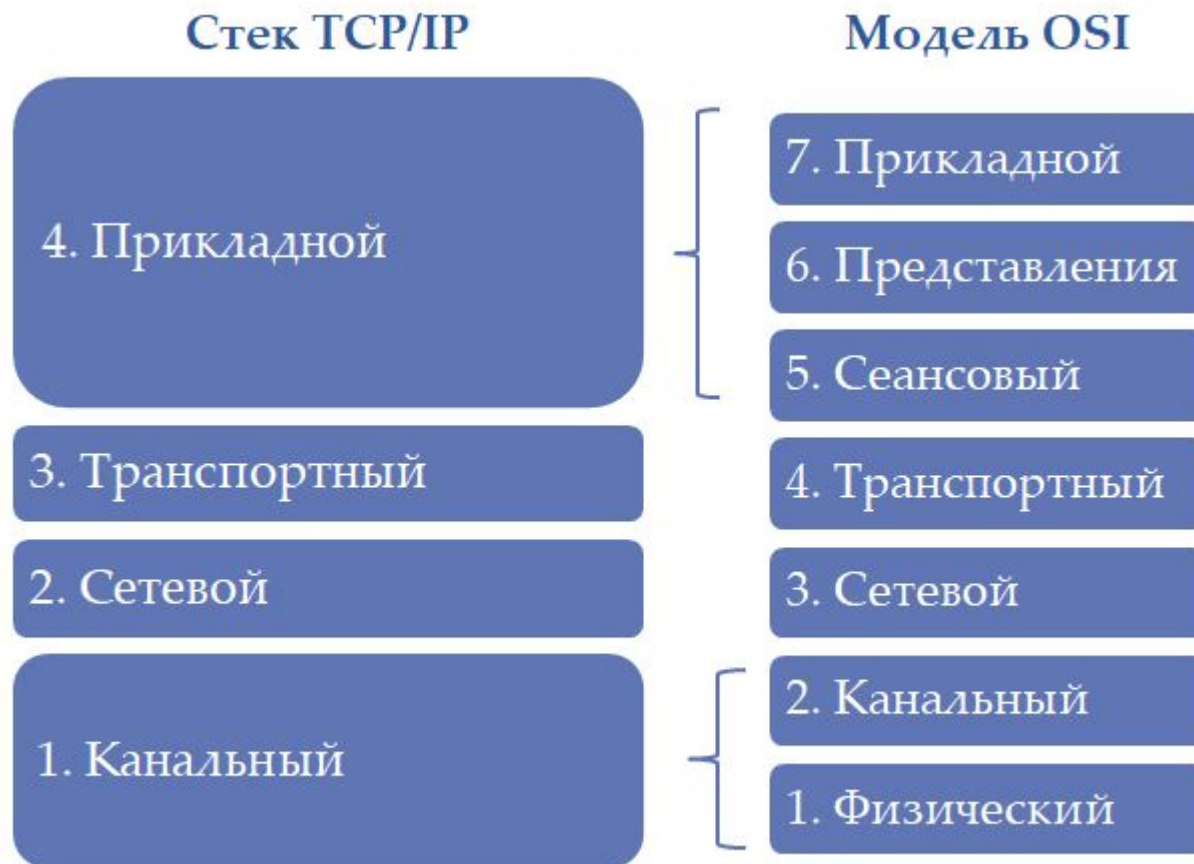 Стек TCP/IP
Модель OSI
4. Прикладной
3. Транспортный
2. Сетевой
1. Канальный
7. Прикладной
6. Представления
5. Сеансовый
4. Транспортный
3. Сетевой
2. Канальный
1. Физический